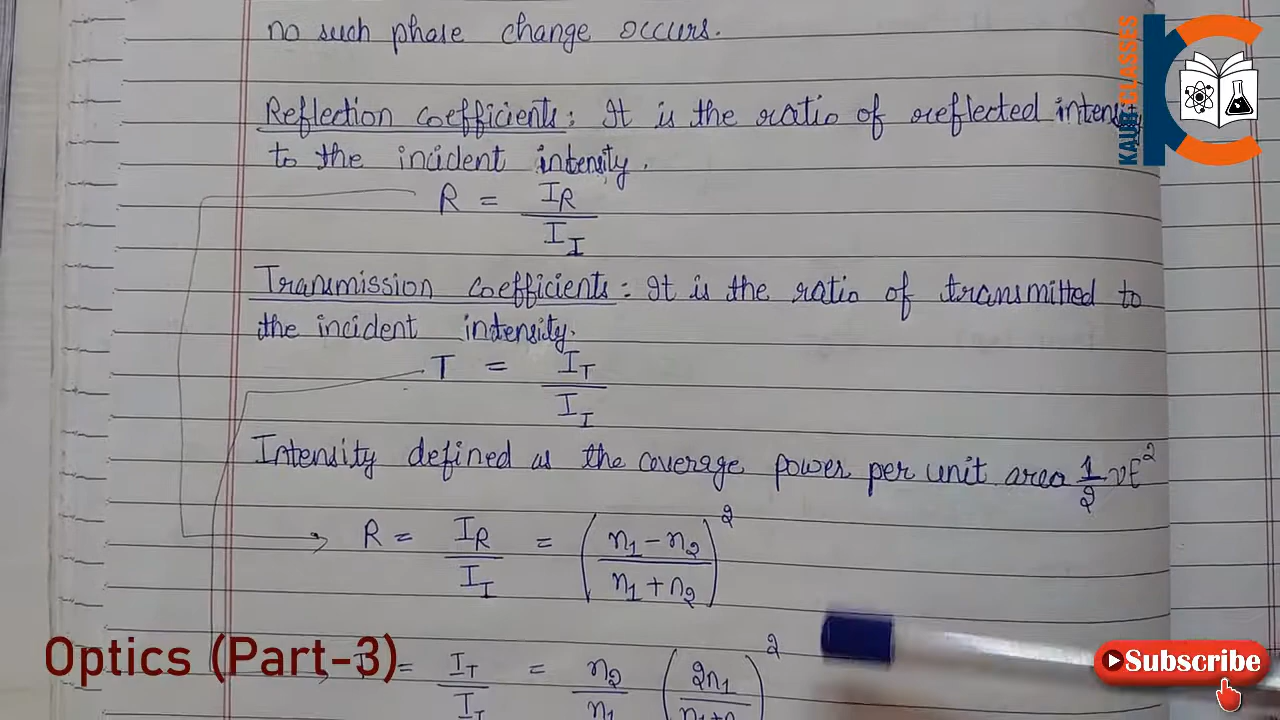 no such phase change occurs.
Reflection coefficients: It is the ratio of reflected intensity
to the incident intensity.
R = I_R / I_I
Transmission coefficients: It is the ratio of transmitted to
the incident intensity.
T = I_T / I_I
Intensity defined as the average power per unit area 1/2 vE²
R = I_R / I_I = ( n₁ - n₂ / n₁ + n₂ )²
= I_T / I_I = n₂ / n₁ ( 2n₁ / n₁+n )²
Optics (Part-3)
KAUR CLASSES
KC
Subscribe